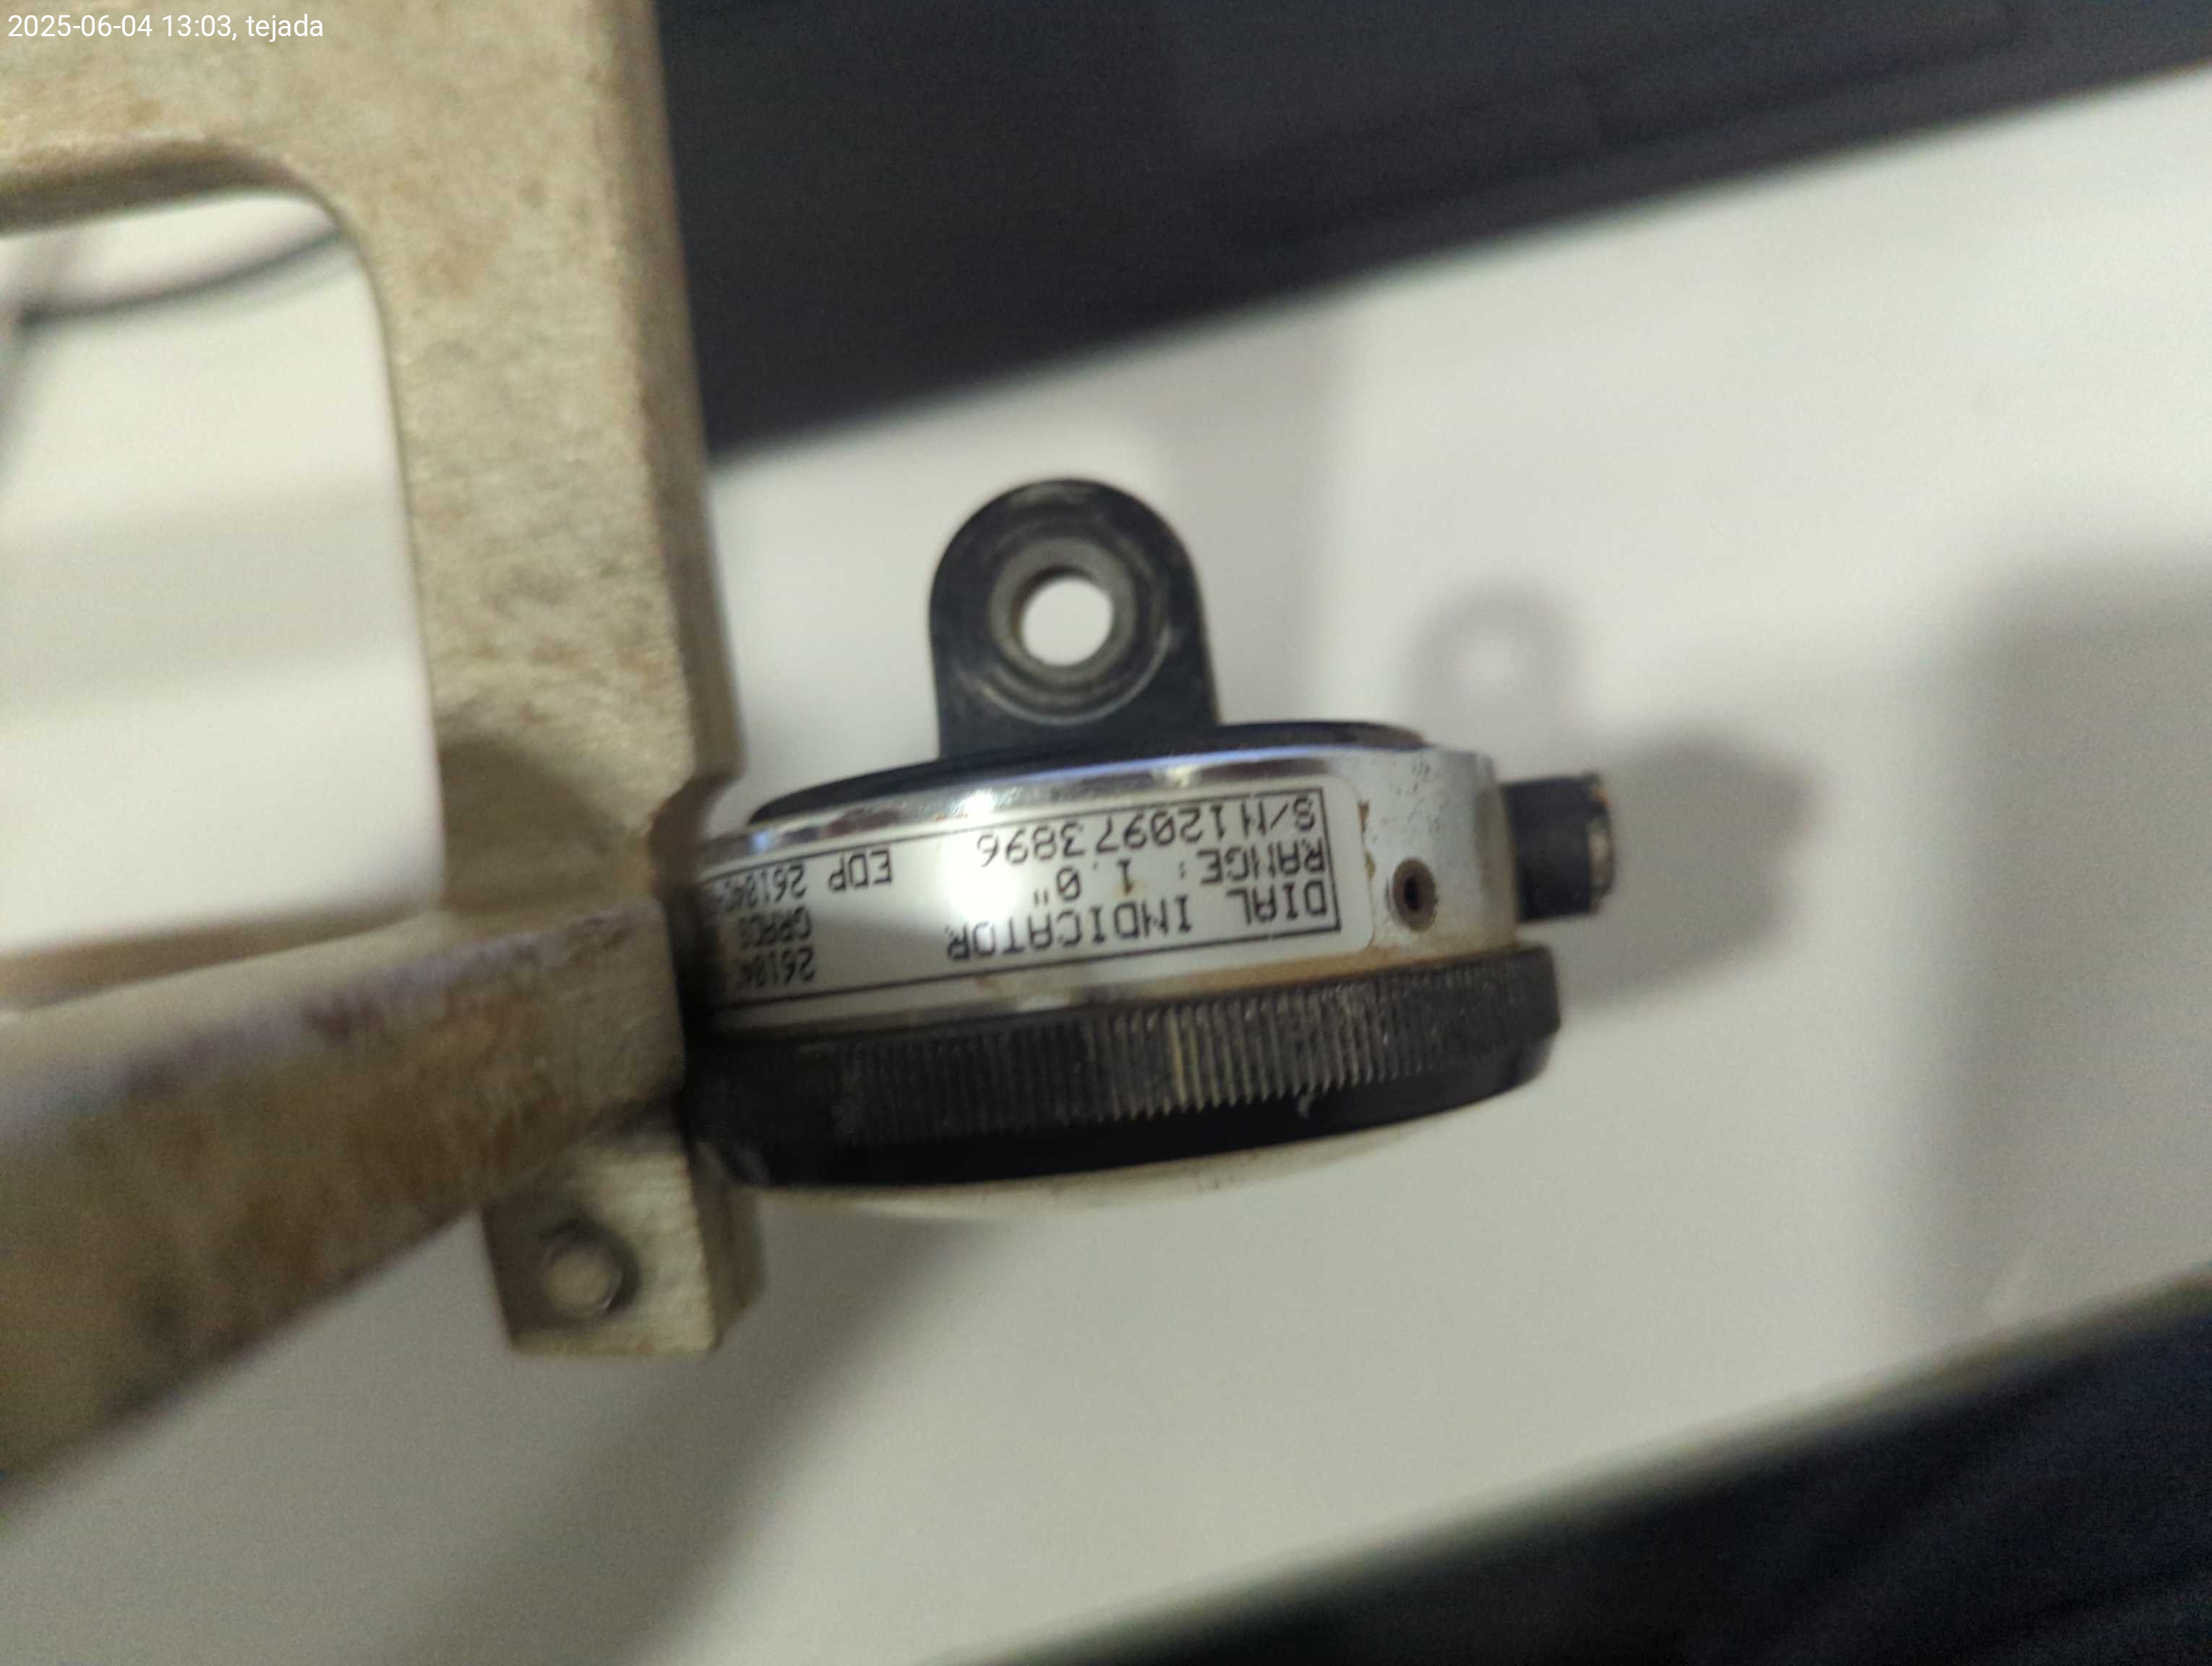 2025-06-04 13:03, tejada
DIAL INDICATOR
RANGE: 1.0"
S/N 120973896
EDP